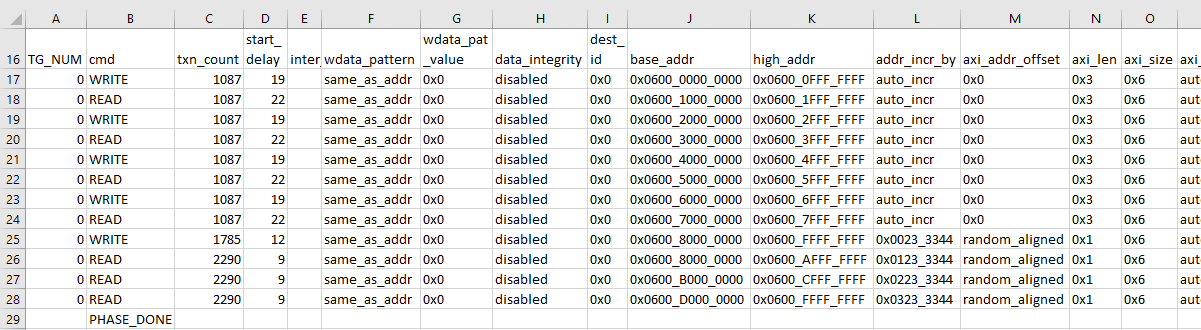 A B C D E F G H I J K L M N O
16 TG_NUM cmd txn_count start_delay inter wdata_pattern wdata_pat_value data_integrity dest_id base_addr high_addr addr_incr_by axi_addr_offset axi_len axi_size axi_
17 0 WRITE 1087 19 same_as_addr 0x0 disabled 0x0 0x0600_0000_0000 0x0600_0FFF_FFFF auto_incr 0x0 0x3 0x6 aut
18 0 READ 1087 22 same_as_addr 0x0 disabled 0x0 0x0600_1000_0000 0x0600_1FFF_FFFF auto_incr 0x0 0x3 0x6 aut
19 0 WRITE 1087 19 same_as_addr 0x0 disabled 0x0 0x0600_2000_0000 0x0600_2FFF_FFFF auto_incr 0x0 0x3 0x6 aut
20 0 READ 1087 22 same_as_addr 0x0 disabled 0x0 0x0600_3000_0000 0x0600_3FFF_FFFF auto_incr 0x0 0x3 0x6 aut
21 0 WRITE 1087 19 same_as_addr 0x0 disabled 0x0 0x0600_4000_0000 0x0600_4FFF_FFFF auto_incr 0x0 0x3 0x6 aut
22 0 READ 1087 22 same_as_addr 0x0 disabled 0x0 0x0600_5000_0000 0x0600_5FFF_FFFF auto_incr 0x0 0x3 0x6 aut
23 0 WRITE 1087 19 same_as_addr 0x0 disabled 0x0 0x0600_6000_0000 0x0600_6FFF_FFFF auto_incr 0x0 0x3 0x6 aut
24 0 READ 1087 22 same_as_addr 0x0 disabled 0x0 0x0600_7000_0000 0x0600_7FFF_FFFF auto_incr 0x0 0x3 0x6 aut
25 0 WRITE 1785 12 same_as_addr 0x0 disabled 0x0 0x0600_8000_0000 0x0600_FFFF_FFFF 0x0023_3344 random_aligned 0x1 0x6 aut
26 0 READ 2290 9 same_as_addr 0x0 disabled 0x0 0x0600_8000_0000 0x0600_AFFF_FFFF 0x0123_3344 random_aligned 0x1 0x6 aut
27 0 READ 2290 9 same_as_addr 0x0 disabled 0x0 0x0600_B000_0000 0x0600_CFFF_FFFF 0x0223_3344 random_aligned 0x1 0x6 aut
28 0 READ 2290 9 same_as_addr 0x0 disabled 0x0 0x0600_D000_0000 0x0600_FFFF_FFFF 0x0323_3344 random_aligned 0x1 0x6 aut
29 PHASE_DONE